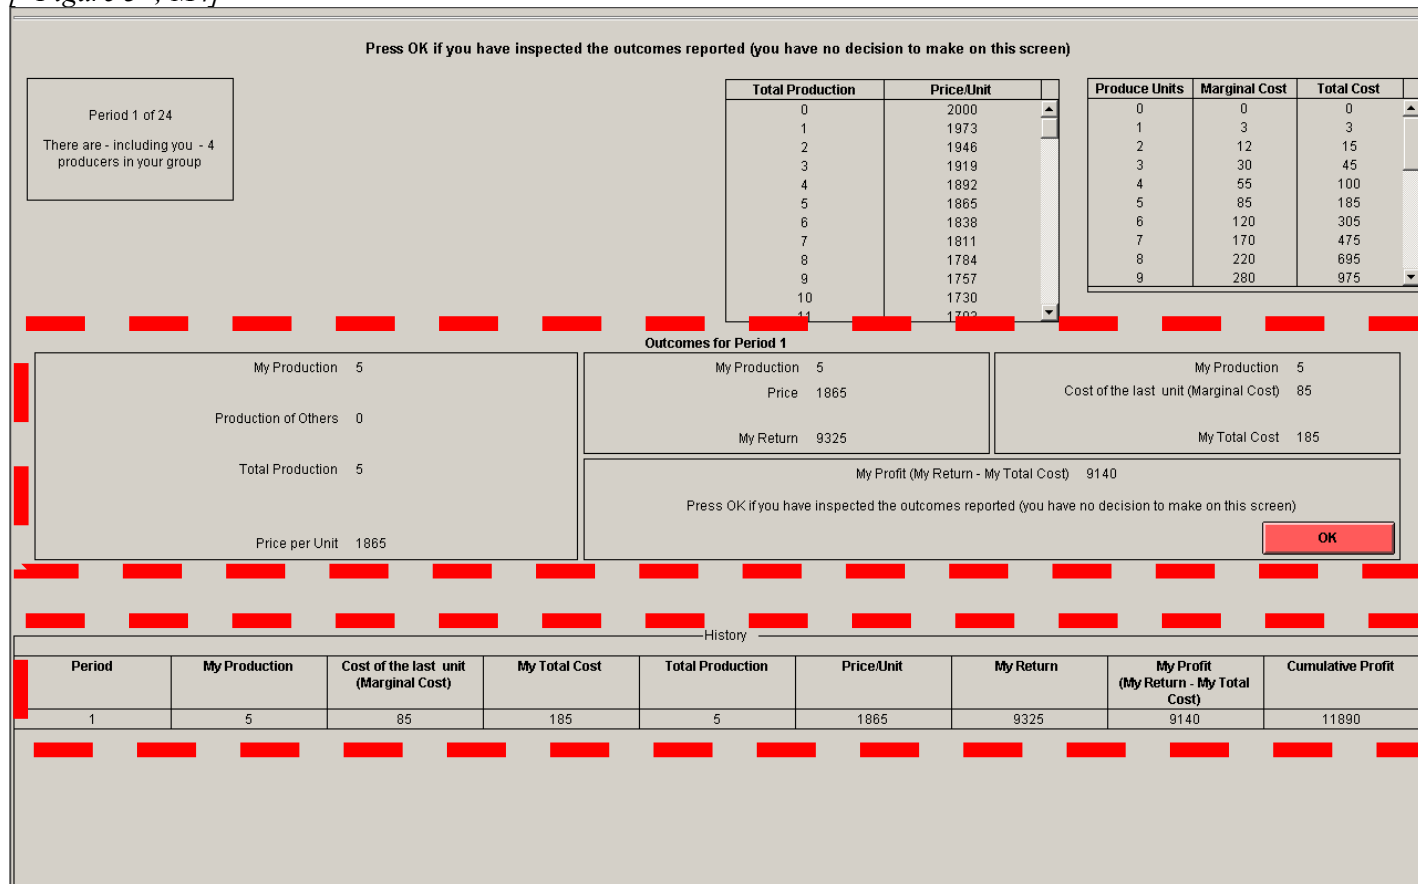 Press OK if you have inspected the outcomes reported (you have no decision to make on this screen)
Period 1 of 24
There are - including you - 4
producers in your group
Total Production Price/Unit
0 2000
1 1973
2 1946
3 1919
4 1892
5 1865
6 1838
7 1811
8 1784
9 1757
10 1730
Produce Units Marginal Cost Total Cost
0 0 0
1 3 3
2 12 15
3 30 45
4 55 100
5 85 185
6 120 305
7 170 475
8 220 695
9 280 975
Outcomes for Period 1
My Production 5
Production of Others 0
Total Production 5
Price per Unit 1865
My Production 5
Price 1865
My Return 9325
My Production 5
Cost of the last unit (Marginal Cost) 85
My Total Cost 185
My Profit (My Return - My Total Cost) 9140
Press OK if you have inspected the outcomes reported (you have no decision to make on this screen)
OK
History
Period My Production Cost of the last unit (Marginal Cost) My Total Cost Total Production Price/Unit My Return My Profit (My Return - My Total Cost) Cumulative Profit
1 5 85 185 5 1865 9325 9140 11890